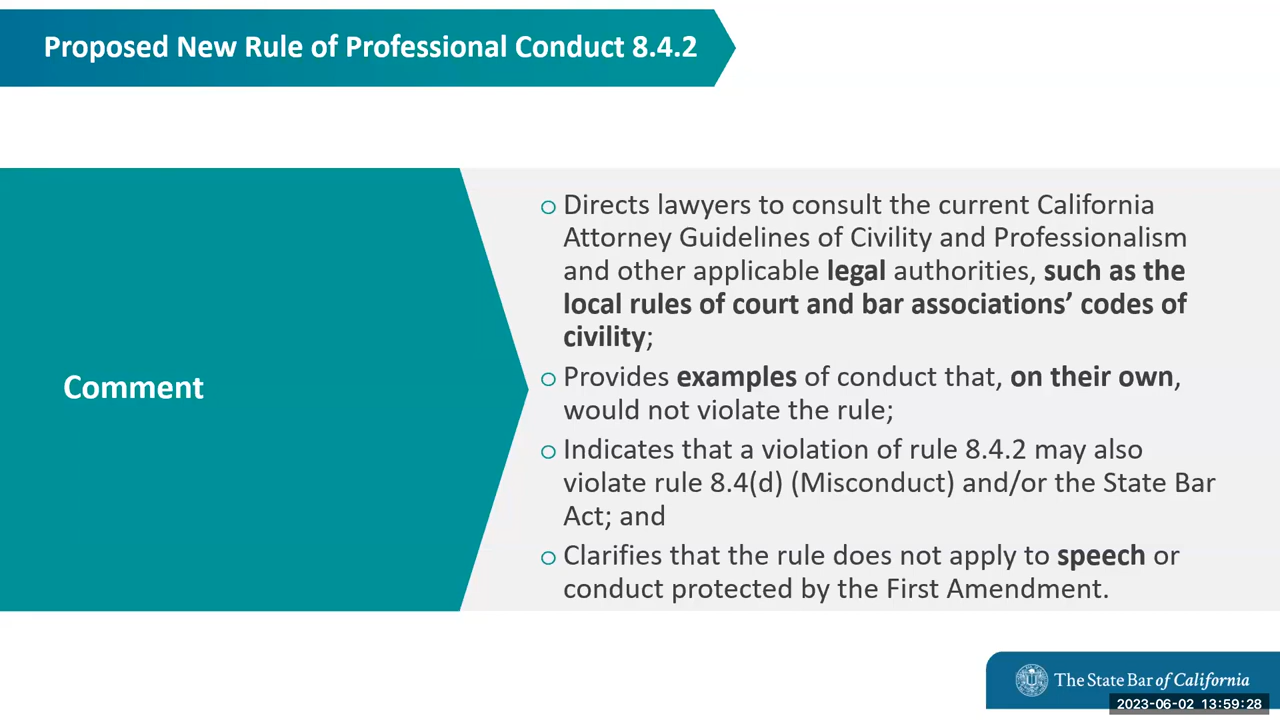 Proposed New Rule of Professional Conduct 8.4.2
Comment
o Directs lawyers to consult the current California
Attorney Guidelines of Civility and Professionalism
and other applicable legal authorities, such as the
local rules of court and bar associations’ codes of
civility;
o Provides examples of conduct that, on their own,
would not violate the rule;
o Indicates that a violation of rule 8.4.2 may also
violate rule 8.4(d) (Misconduct) and/or the State Bar
Act; and
o Clarifies that the rule does not apply to speech or
conduct protected by the First Amendment.
The State Bar of California
2023-06-02 13:59:28